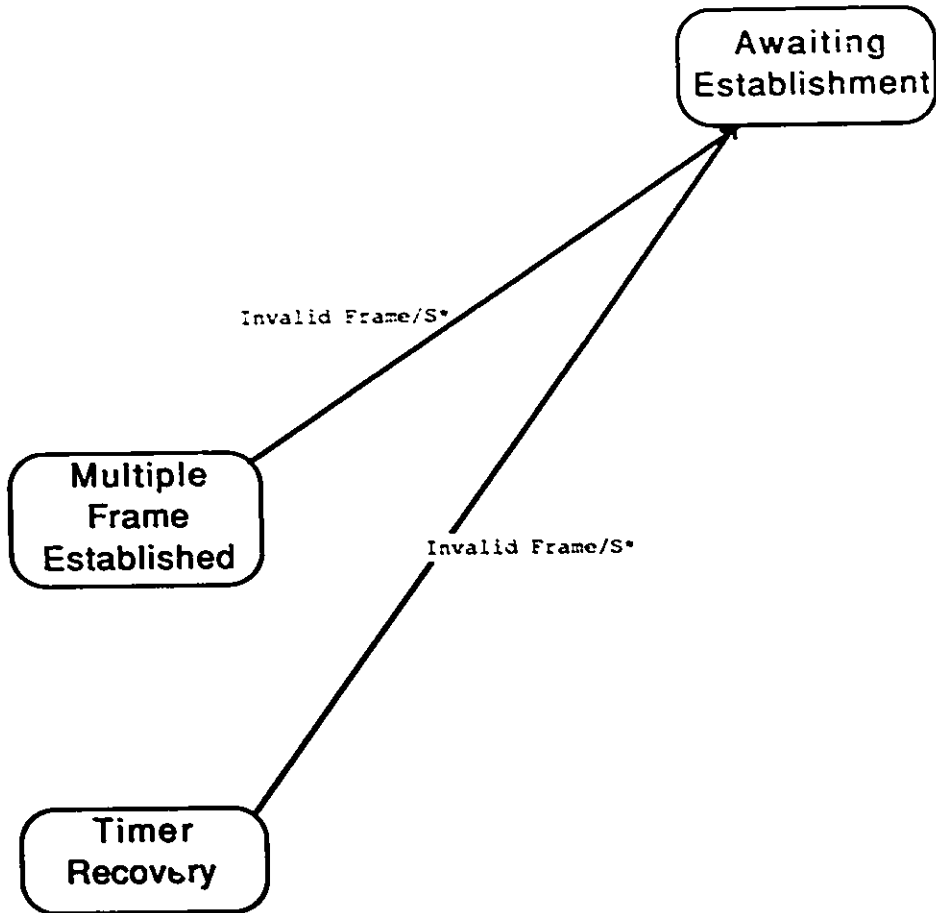 Awaiting
Establishment
Invalid Frame/S*
Multiple
Frame
Established
Invalid Frame/S*
Timer
Recovery